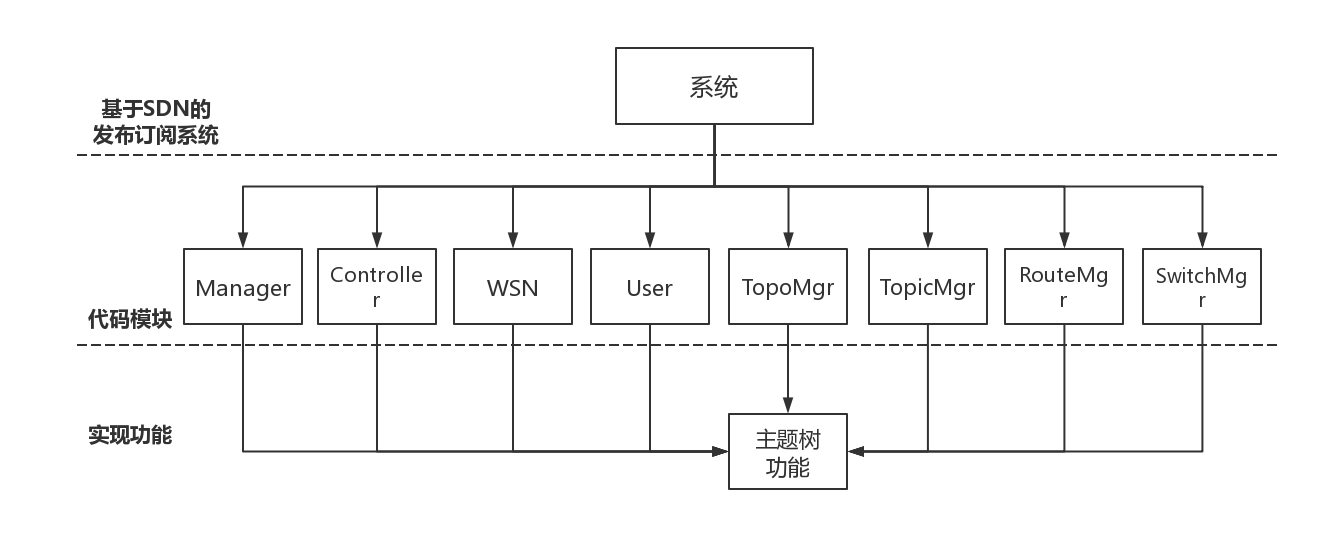 系统
基于SDN的
发布订阅系统
Manager
Controlle
r
WSN
User
TopoMgr
TopicMgr
RouteMg
r
SwitchMg
r
代码模块
实现功能
主题树
功能